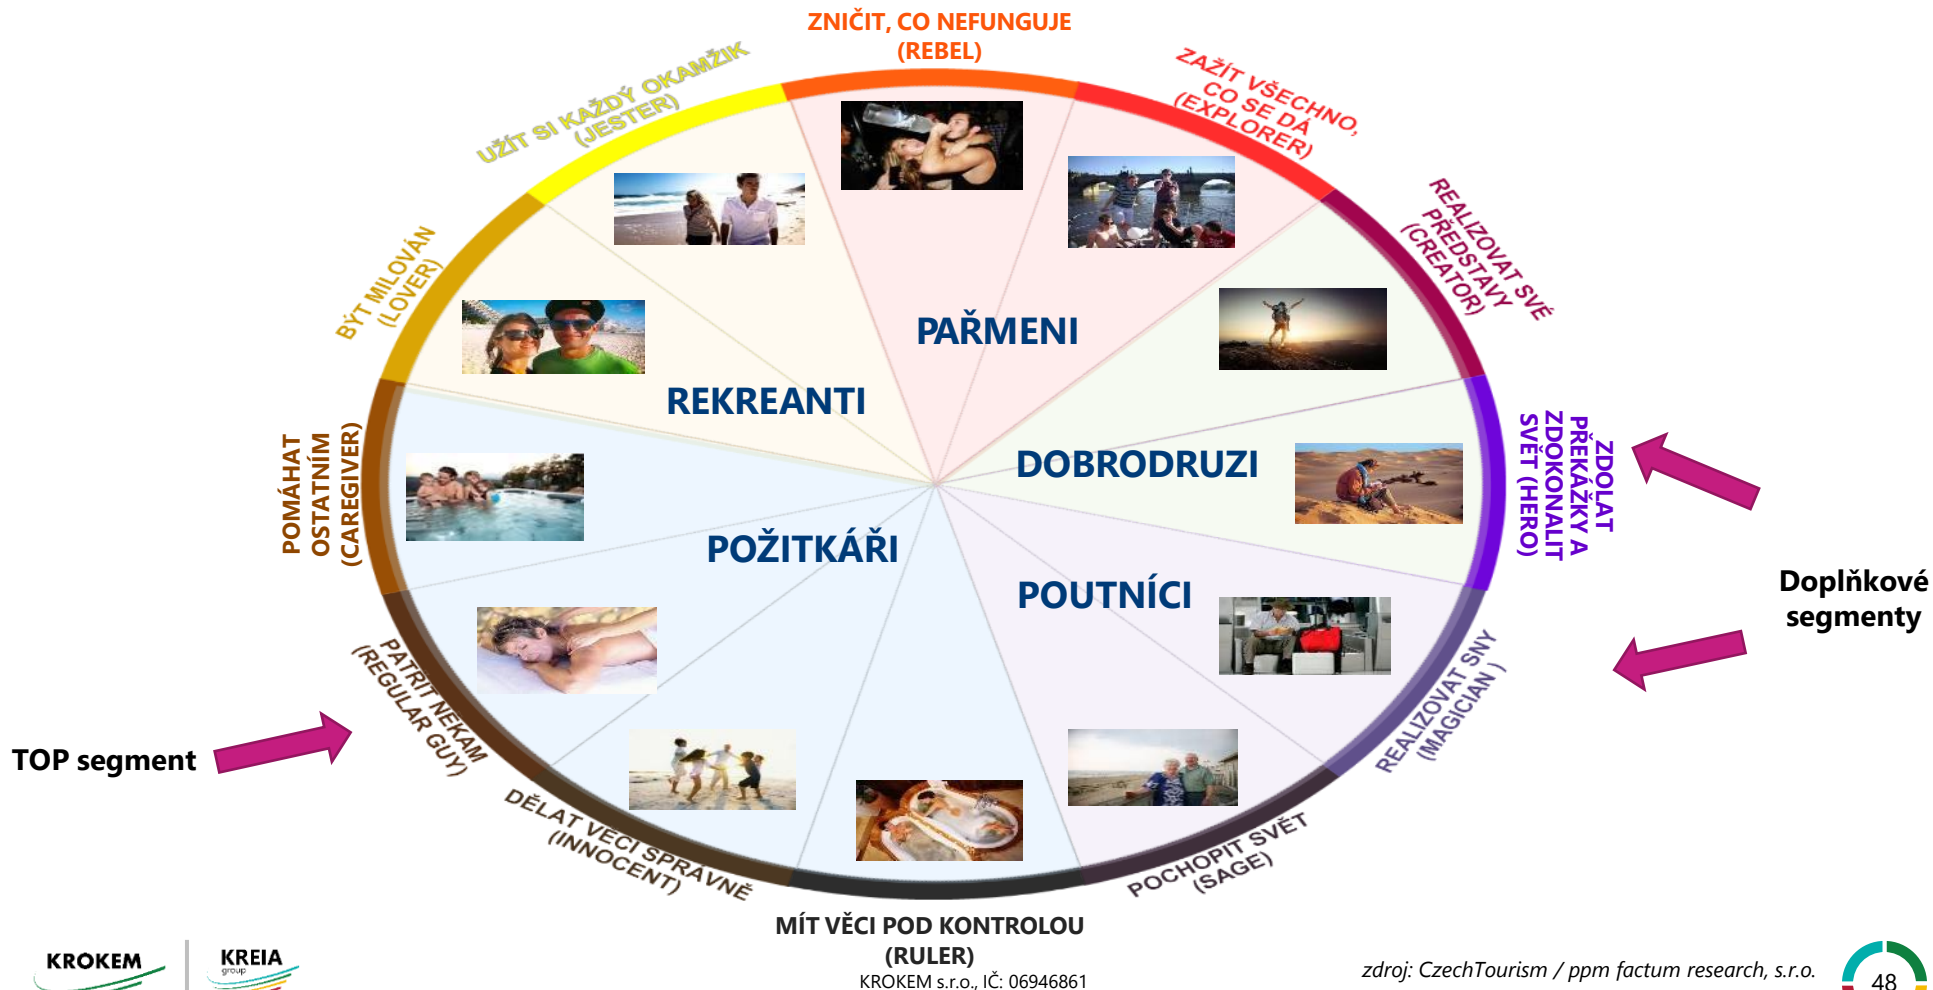 ZNIČIT, CO NEFUNGUJE
(REBEL)
UŽÍT SI KAŽDÝ OKAMŽIK
(JESTER)
ZAŽÍT VŠECHNO,
CO SE DÁ
(EXPLORER)
BÝT MILOVÁN
(LOVER)
REALIZOVAT SVÉ
PŘEDSTAVY
(CREATOR)
PAŘMENI
REKREANTI
DOBRODRUZI
POMÁHAT
OSTATNÍM
(CAREGIVER)
ZDOLAT
PŘEKÁŽKY A
ZDOKONALIT
SVĚT (HERO)
POŽITKÁŘI
POUTNÍCI
Doplňkové
segmenty
PATŘIT NĚKAM
(REGULAR GUY)
REALIZOVAT SNY
(MAGICIAN )
TOP segment
DĚLAT VĚCI SPRÁVNĚ
(INNOCENT)
POCHOPIT SVĚT
(SAGE)
MÍT VĚCI POD KONTROLOU
(RULER)
KROKEM
KREIA
group
KROKEM s.r.o., IČ: 06946861
zdroj: CzechTourism / ppm factum research, s.r.o.
48